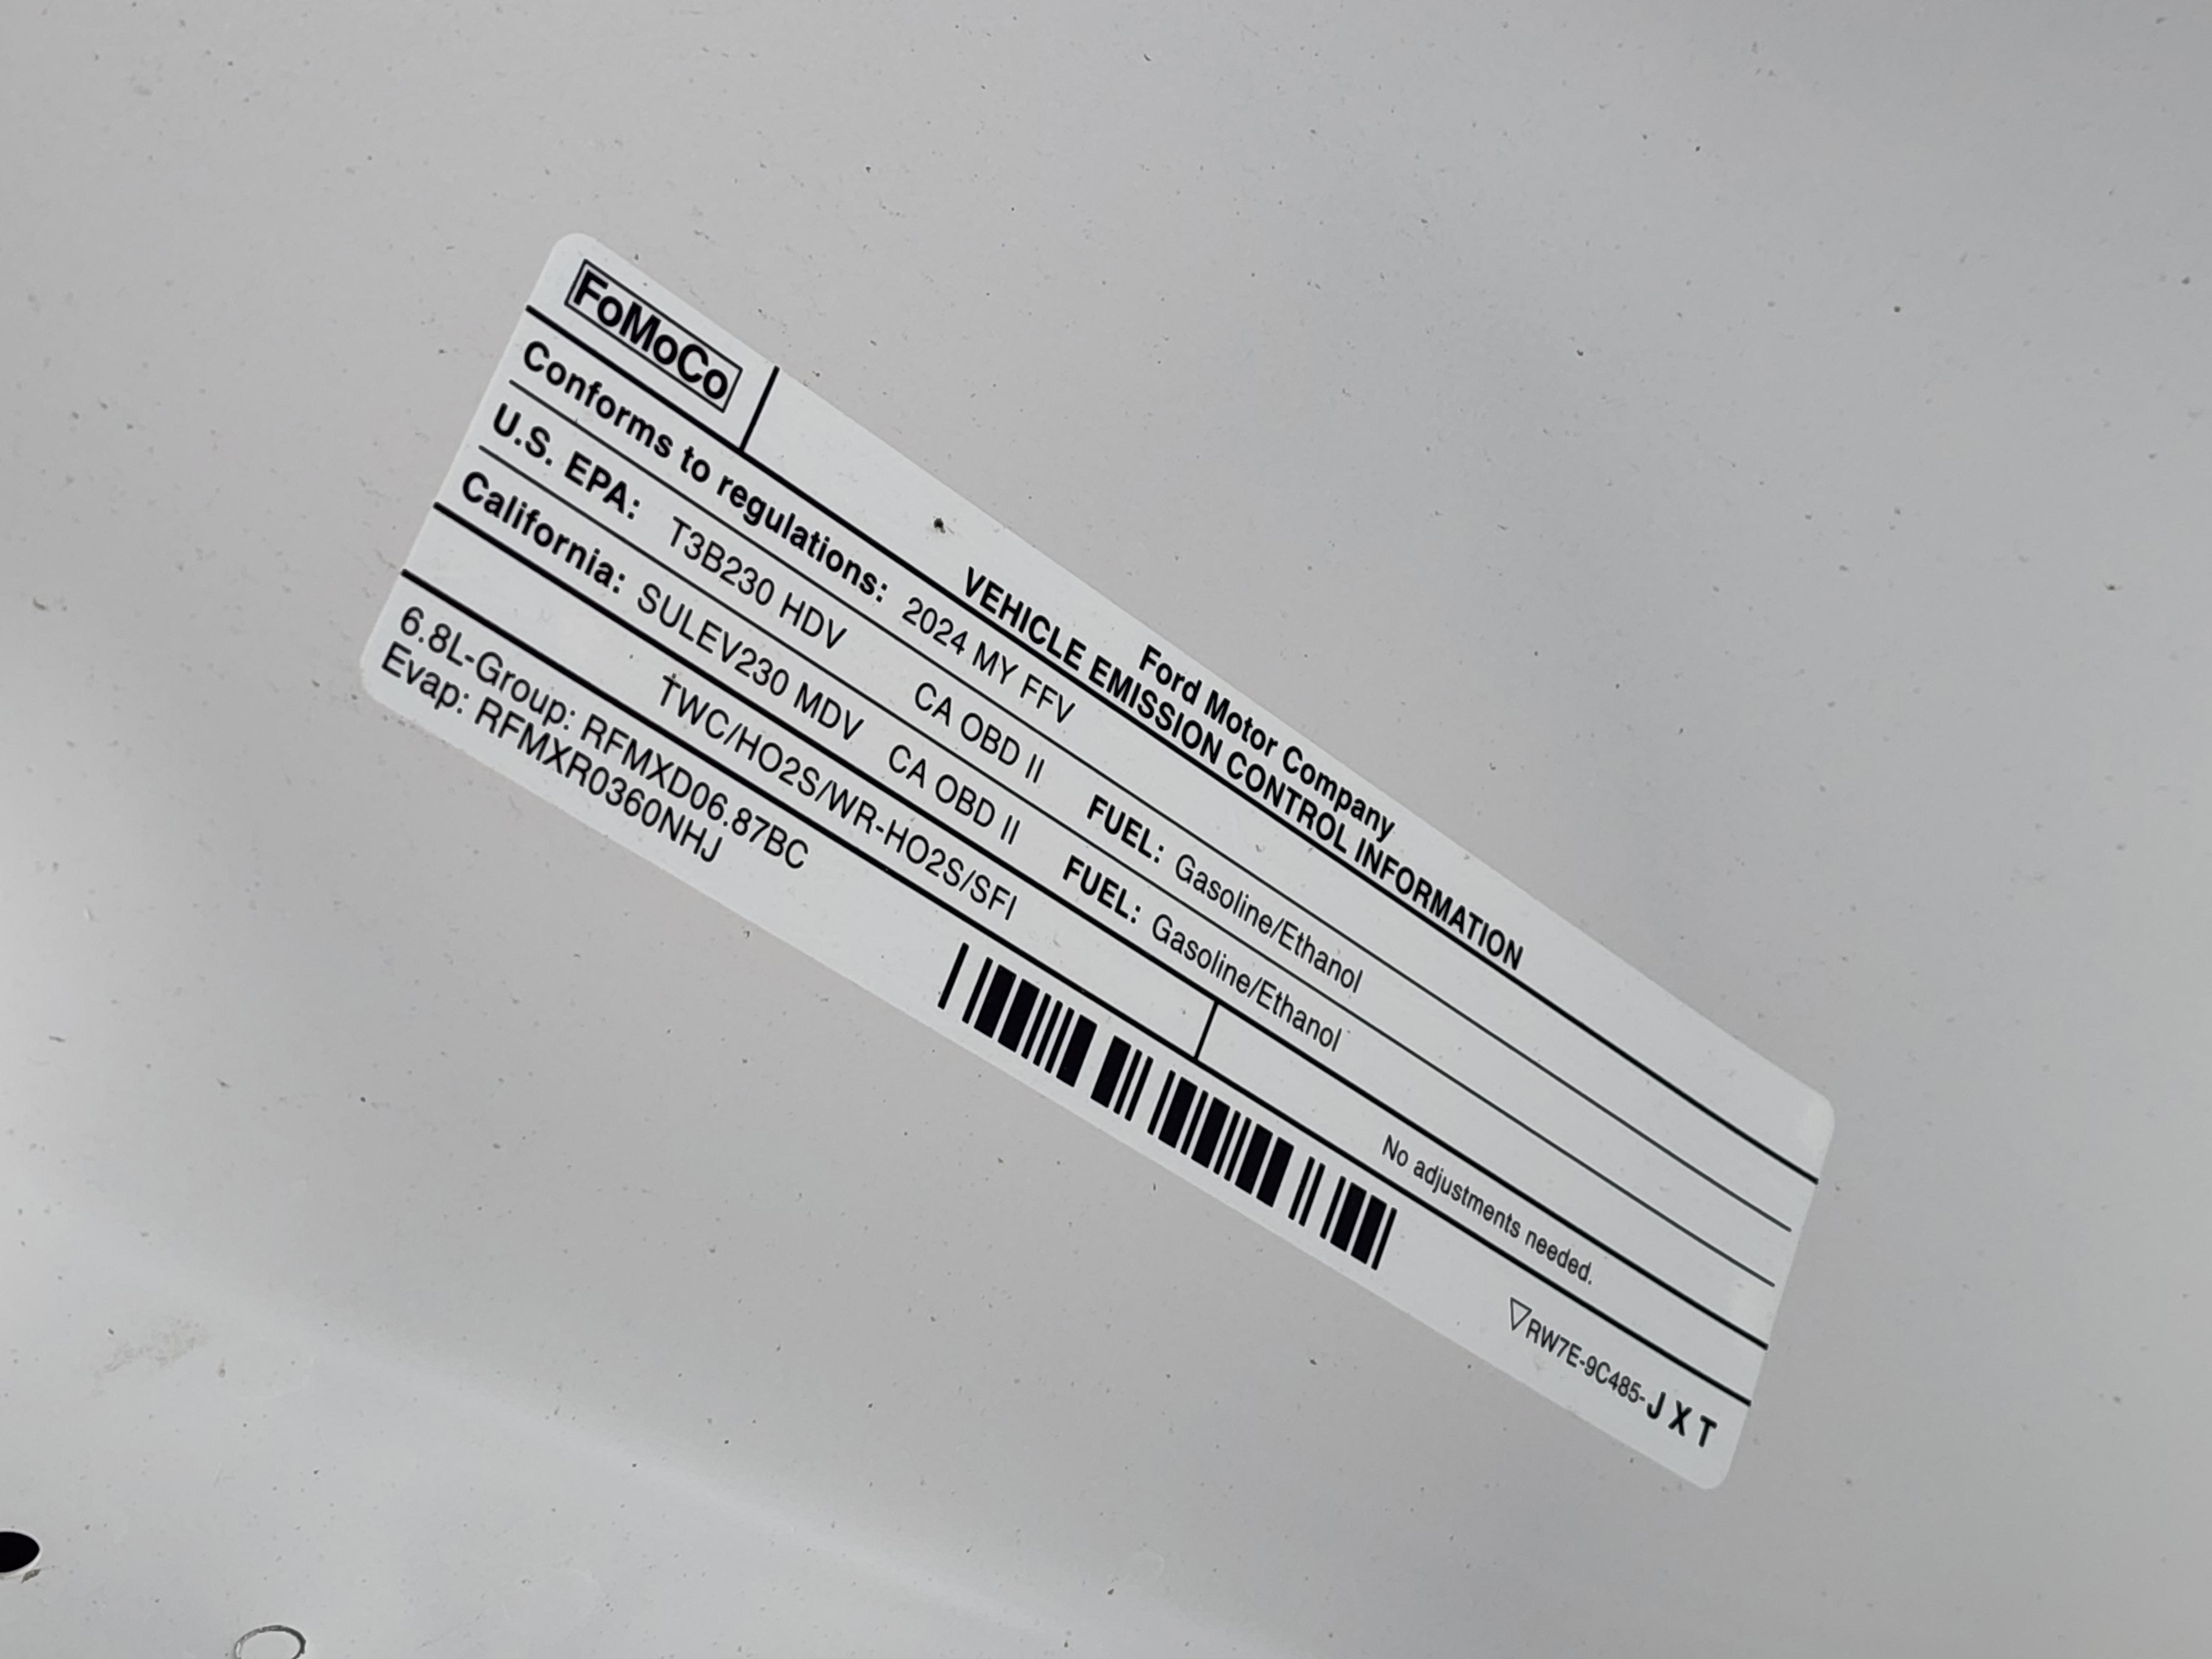 FoMoCo
Ford Motor Company
VEHICLE EMISSION CONTROL INFORMATION
Conforms to regulations: 2024 MY FFV
U.S. EPA: T3B230 HDV CA OBD II FUEL: Gasoline/Ethanol
California: SULEV230 MDV CA OBD II FUEL: Gasoline/Ethanol
TWC/HO2S/WR-HO2S/SFI No adjustments needed.
6.8L-Group: RFMXD06.87BC
Evap: RFMXR0360NHJ
RW7E-9C485-JXT